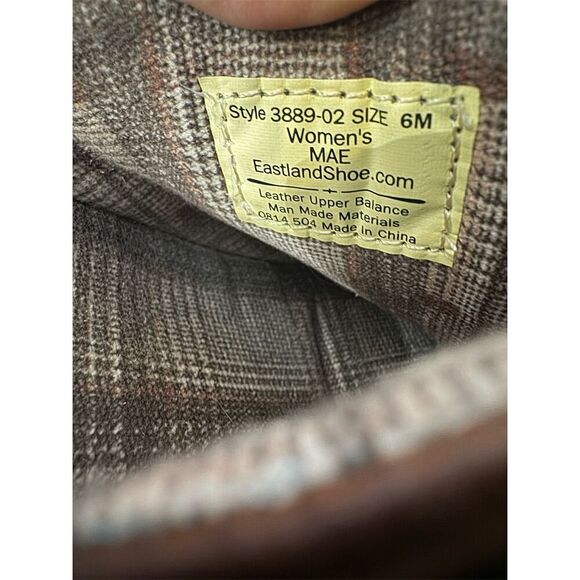 Style 3889-02 SIZE 6M
Women's
MAE
EastlandShoe.com
Leather Upper Balance
Man Made Materials
0814 504 Made in China